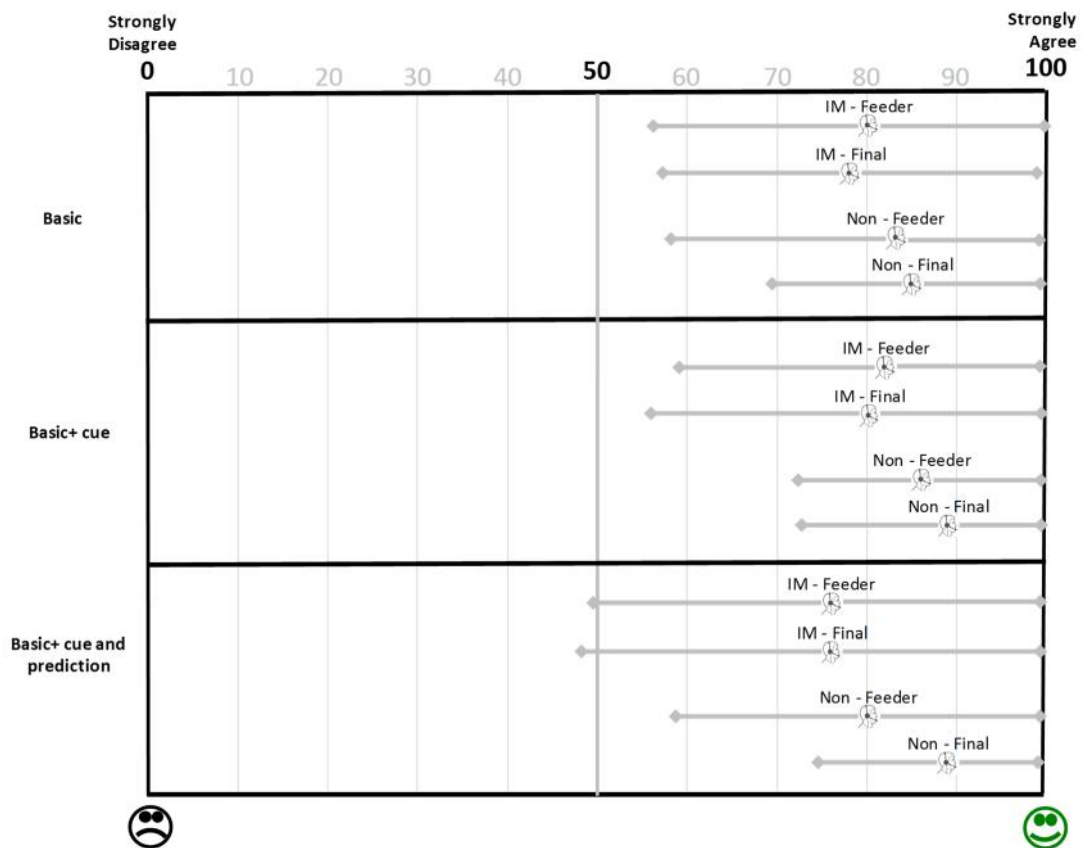 Strongly
Disagree
Strongly
Agree
0 10 20 30 40 50 60 70 80 90 100
Basic
IM - Feeder
IM - Final
Non - Feeder
Non - Final
Basic+ cue
IM - Feeder
IM - Final
Non - Feeder
Non - Final
Basic+ cue and
prediction
IM - Feeder
IM - Final
Non - Feeder
Non - Final